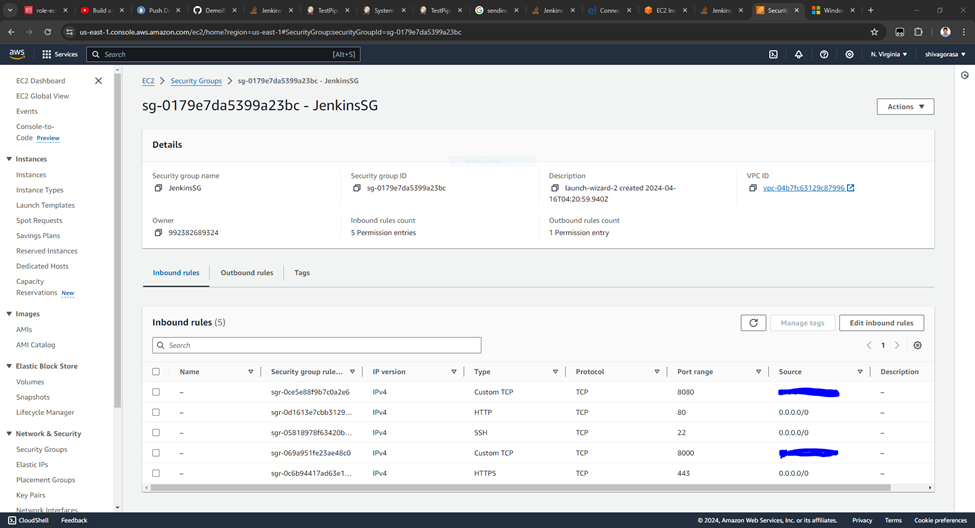 role-ec
Build a
Push D
DemoR
Jenkin
TestPip
System
TestPip
sendin
Jenkin
Connec
EC2 In
Jenkin
Securi
Window
us-east-1.console.aws.amazon.com/ec2/home?region=us-east-1#SecurityGroup:securityGroupId=sg-0179e7da5399a23bc
aws Services Search [Alt+S] N. Virginia shivagorasa
EC2 Dashboard
EC2 Global View
Events
Console-to-
Code Preview
Instances
Instances
Instance Types
Launch Templates
Spot Requests
Savings Plans
Reserved Instances
Dedicated Hosts
Capacity
Reservations New
Images
AMIs
AMI Catalog
Elastic Block Store
Volumes
Snapshots
Lifecycle Manager
Network & Security
Security Groups
Elastic IPs
Placement Groups
Key Pairs
Network Interfaces
EC2 > Security Groups > sg-0179e7da5399a23bc - JenkinsSG
sg-0179e7da5399a23bc - JenkinsSG
Actions
Details
Security group name
JenkinsSG
Security group ID
sg-0179e7da5399a23bc
Description
launch-wizard-2 created 2024-04-
16T04:20:59.940Z
VPC ID
vpc-04b7fc63129c87996
Owner
992382689324
Inbound rules count
5 Permission entries
Outbound rules count
1 Permission entry
Inbound rules Outbound rules Tags
Inbound rules (5)
Manage tags Edit inbound rules
Search
1
Name Security group rule... IP version Type Protocol Port range Source Description
– sgr-0ce5e88f9b7c0a2e6 IPv4 Custom TCP TCP 8080 –
– sgr-0d1613e7cbb3129... IPv4 HTTP TCP 80 0.0.0.0/0 –
– sgr-05818978f63420b... IPv4 SSH TCP 22 0.0.0.0/0 –
– sgr-069a951fe23ae48c0 IPv4 Custom TCP TCP 8000 –
– sgr-0c6b94417ad63e1... IPv4 HTTPS TCP 443 0.0.0.0/0 –
CloudShell Feedback © 2024, Amazon Web Services, Inc. or its affiliates. Privacy Terms Cookie preferences